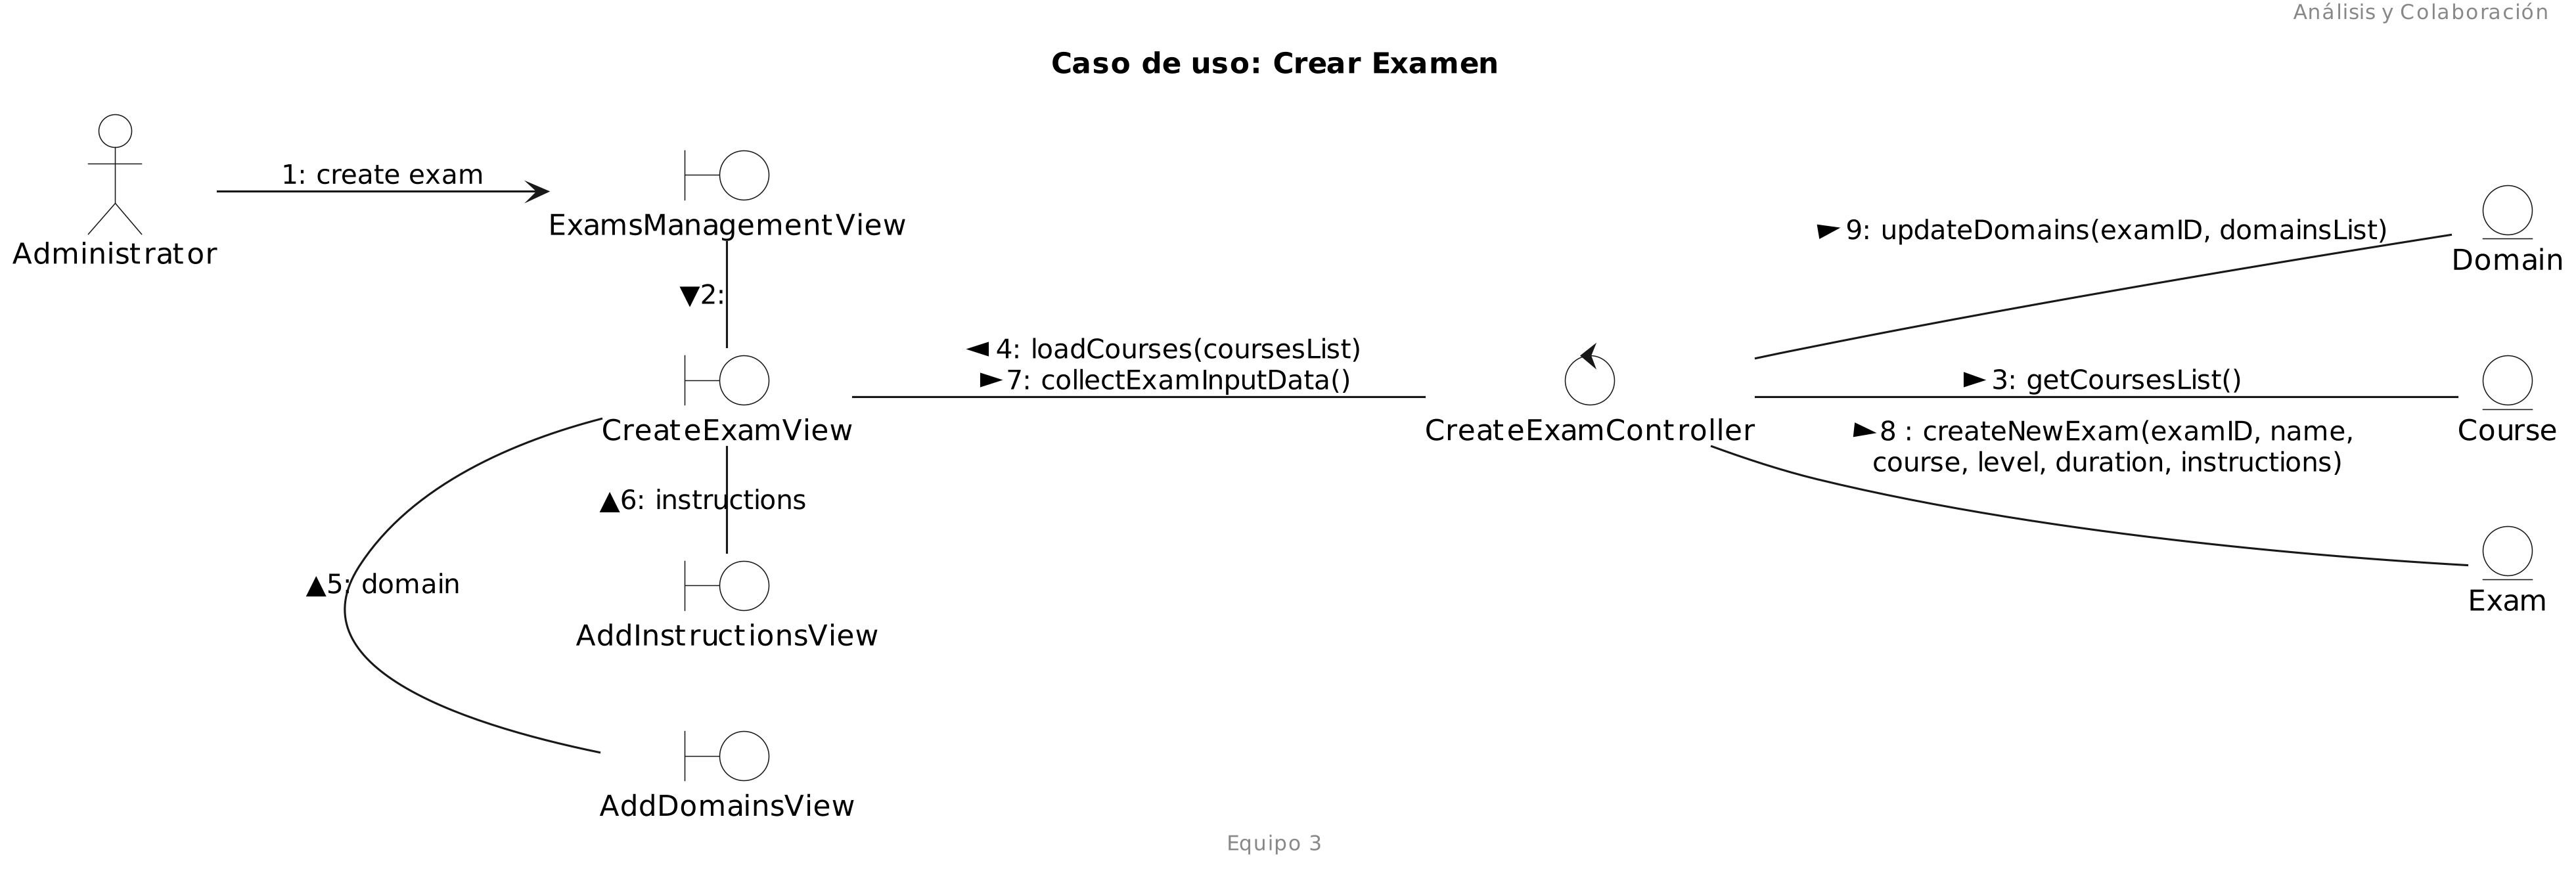 Análisis y Colaboración
Caso de uso: Crear Examen
1: create exam
Administrator
ExamsManagementView
▼2:
► 9: updateDomains(examID, domainsList)
Domain
◄ 4: loadCourses(coursesList)
► 7: collectExamInputData()
CreateExamView
CreateExamController
► 3: getCoursesList()
Course
►8 : createNewExam(examID, name,
course, level, duration, instructions)
▲6: instructions
▲5: domain
Exam
AddInstructionsView
AddDomainsView
Equipo 3